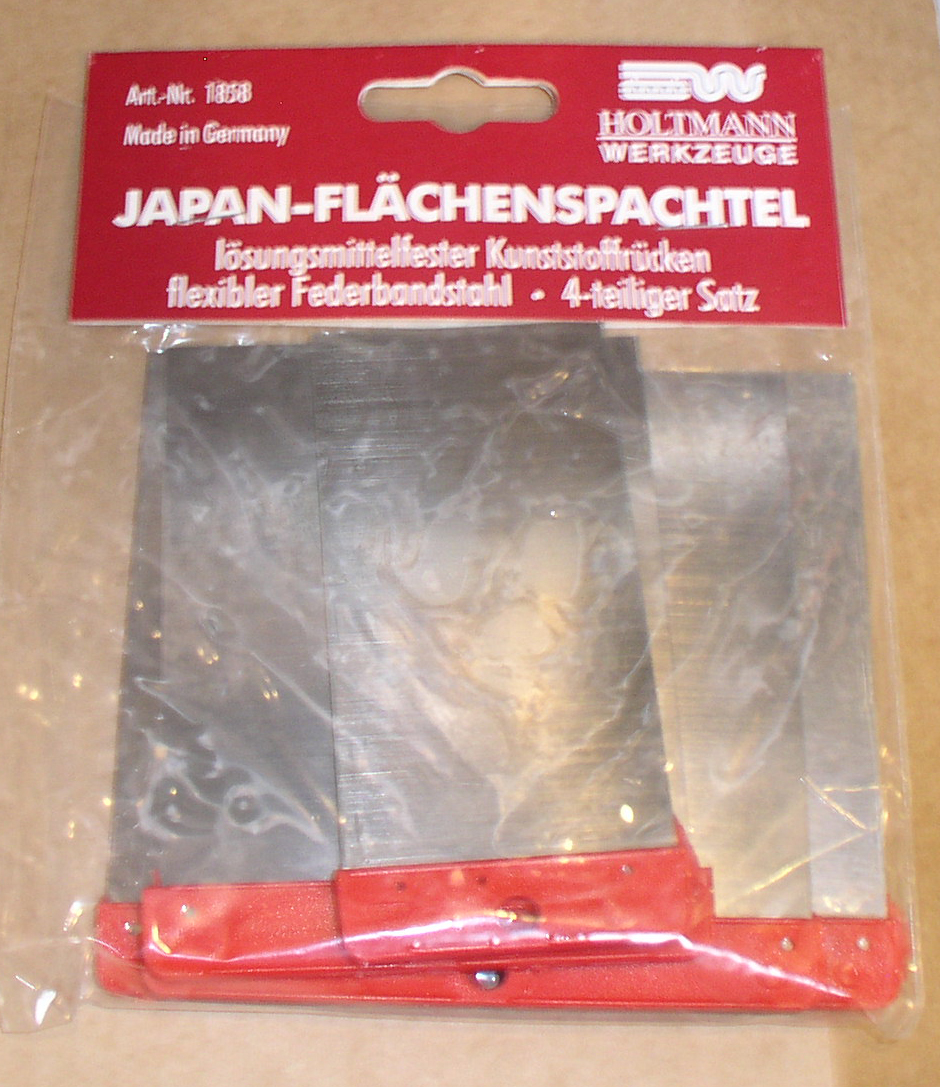 Art.-Nr. 1858
Made in Germany
HOLTMANN
WERKZEUGE
JAPAN-FLÄCHENSPACHTEL
lösungsmittelfester Kunststoffrücken
flexibler Federbandstahl • 4-teiliger Satz